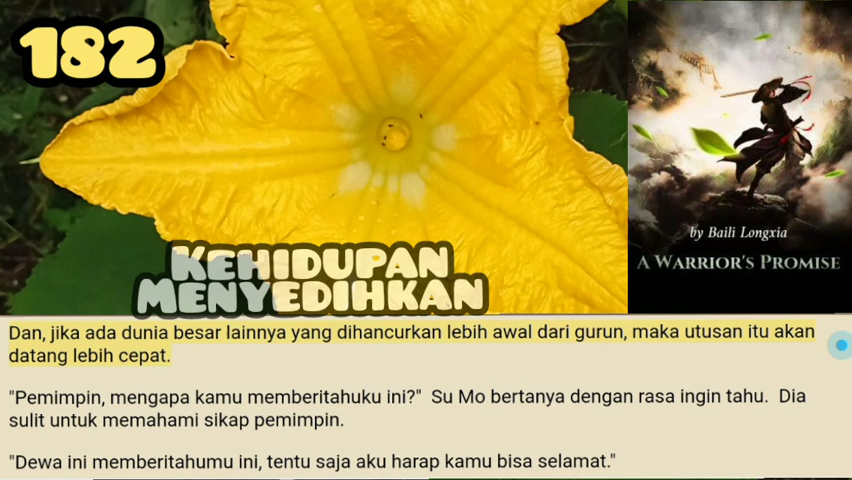 182
KEHIDUPAN
MENYEDIHKAN
by Baili Longxia
A WARRIOR'S PROMISE
Dan, jika ada dunia besar lainnya yang dihancurkan lebih awal dari gurun, maka utusan itu akan
datang lebih cepat.
"Pemimpin, mengapa kamu memberitahuku ini?" Su Mo bertanya dengan rasa ingin tahu. Dia
sulit untuk memahami sikap pemimpin.
"Dewa ini memberitahumu ini, tentu saja aku harap kamu bisa selamat."